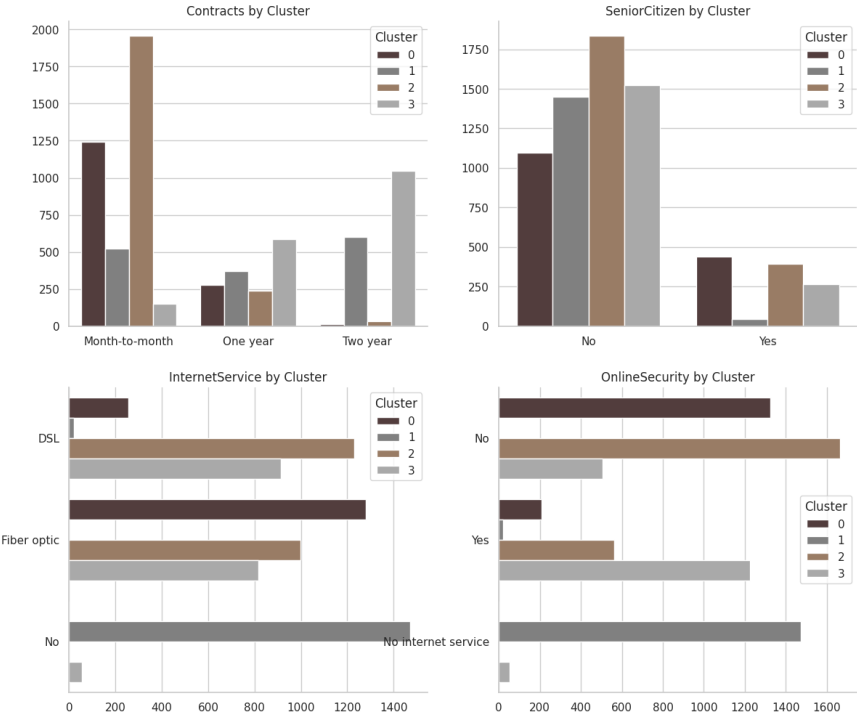 Contracts by Cluster
2000
1750
1500
1250
1000
750
500
250
0
Month-to-month
One year
Two year
Cluster
0
1
2
3
SeniorCitizen by Cluster
1750
1500
1250
1000
750
500
250
0
No
Yes
Cluster
0
1
2
3
InternetService by Cluster
DSL
Fiber optic
No
0
200
400
600
800
1000
1200
1400
Cluster
0
1
2
3
OnlineSecurity by Cluster
No
Yes
No internet service
0
200
400
600
800
1000
1200
1400
1600
Cluster
0
1
2
3